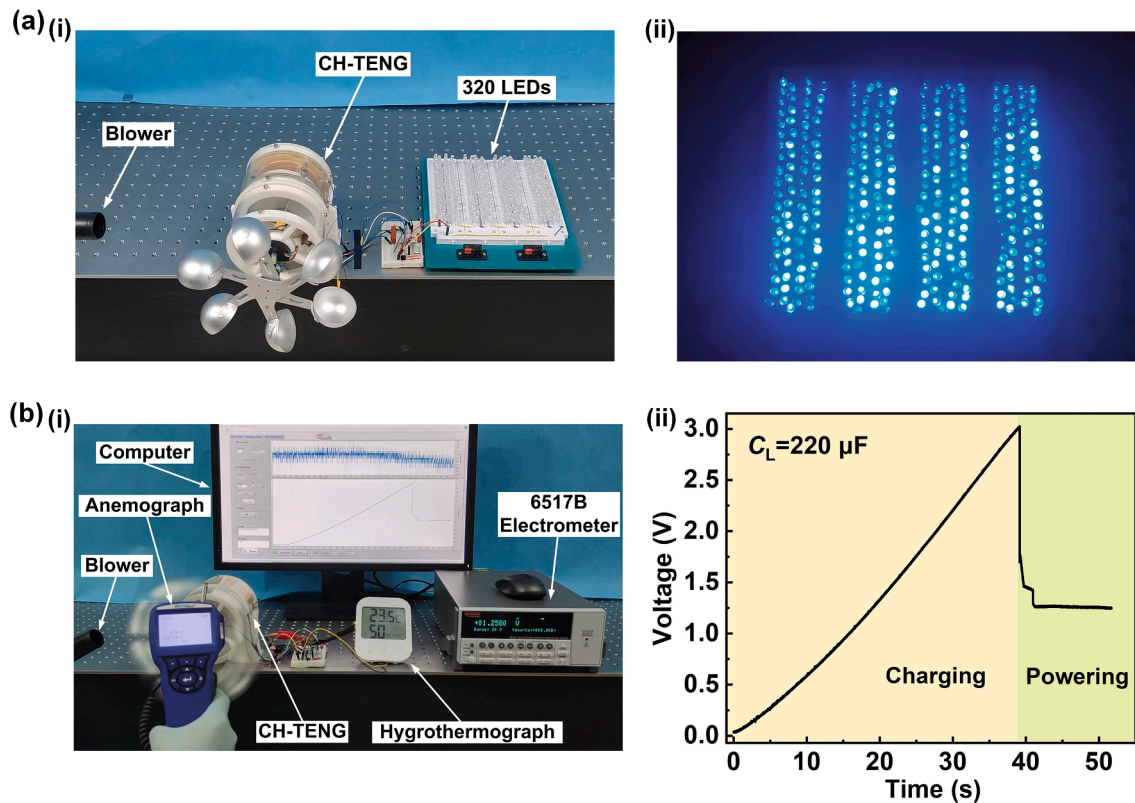 (a)
(i)
CH-TENG
320 LEDs
Blower
(ii)
(b)
(i)
Computer
Anemograph
Blower
6517B
Electrometer
+01.2500 V
23.5
50
CH-TENG
Hygrothermograph
(ii)
C_L=220 μF
Voltage (V)
3.0
2.5
2.0
1.5
1.0
0.5
0.0
Charging
Powering
0
10
20
30
40
50
Time (s)